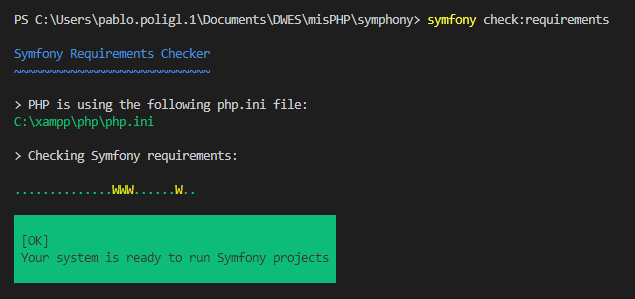 PS C:\Users\pablo.poligl.1\Documents\DWES\misPHP\symphony> symfony check:requirements
Symfony Requirements Checker
~~~~~~~~~~~~~~~~~~~~~~~~~~~~
> PHP is using the following php.ini file:
C:\xampp\php\php.ini
> Checking Symfony requirements:
..............WWW......W..
[OK]
Your system is ready to run Symfony projects